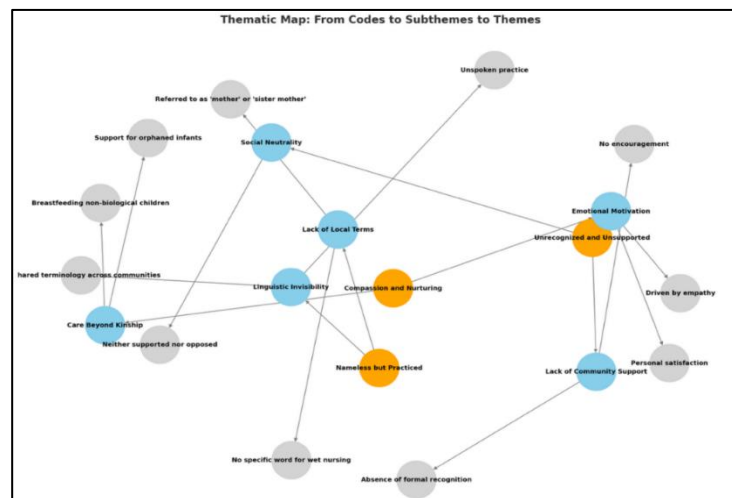 Thematic Map: From Codes to Subthemes to Themes
Unspoken practice
Referred to as 'mother' or 'sister mother'
Support for orphaned infants
Social Neutrality
No encouragement
Breastfeeding non-biological children
Emotional Motivation
Lack of Local Terms
Unrecognized and Unsupported
hared terminology across communities
Linguistic Invisibility
Compassion and Nurturing
Driven by empathy
Care Beyond Kinship
Neither supported nor opposed
Personal satisfaction
Nameless but Practiced
Lack of Community Support
No specific word for wet nursing
Absence of formal recognition